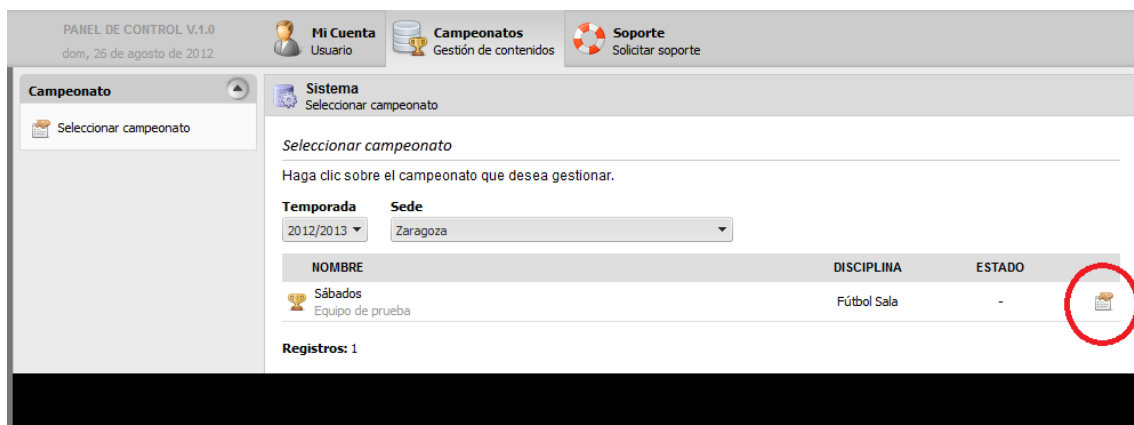 PANEL DE CONTROL V.1.0
dom, 26 de agosto de 2012
Mi Cuenta
Usuario
Campeonatos
Gestión de contenidos
Soporte
Solicitar soporte
Campeonato
Seleccionar campeonato
Sistema
Seleccionar campeonato
Seleccionar campeonato
Haga clic sobre el campeonato que desea gestionar.
Temporada Sede
2012/2013 Zaragoza
NOMBRE DISCIPLINA ESTADO
Sábados Fútbol Sala -
Equipo de prueba
Registros: 1